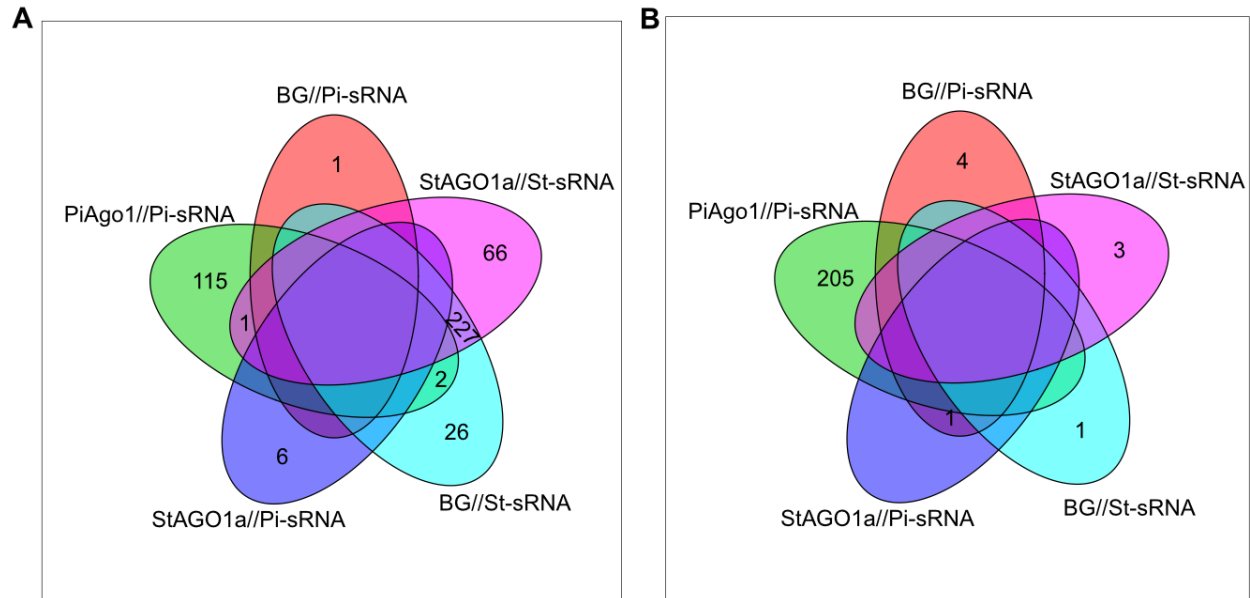 A
BG//Pi-sRNA
1
StAGO1a//St-sRNA
PiAgo1//Pi-sRNA
66
115
1
227
2
26
6
BG//St-sRNA
StAGO1a//Pi-sRNA
B
BG//Pi-sRNA
4
StAGO1a//St-sRNA
PiAgo1//Pi-sRNA
3
205
1
1
BG//St-sRNA
StAGO1a//Pi-sRNA